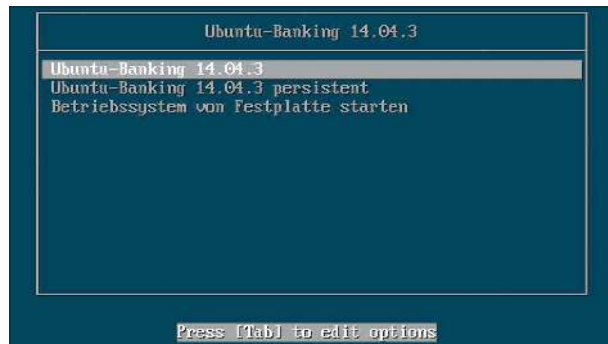 Ubuntu-Banking 14.04.3
Ubuntu-Banking 14.04.3
Ubuntu-Banking 14.04.3 persistent
Betriebssystem von Festplatte starten
Press [Tab] to edit options